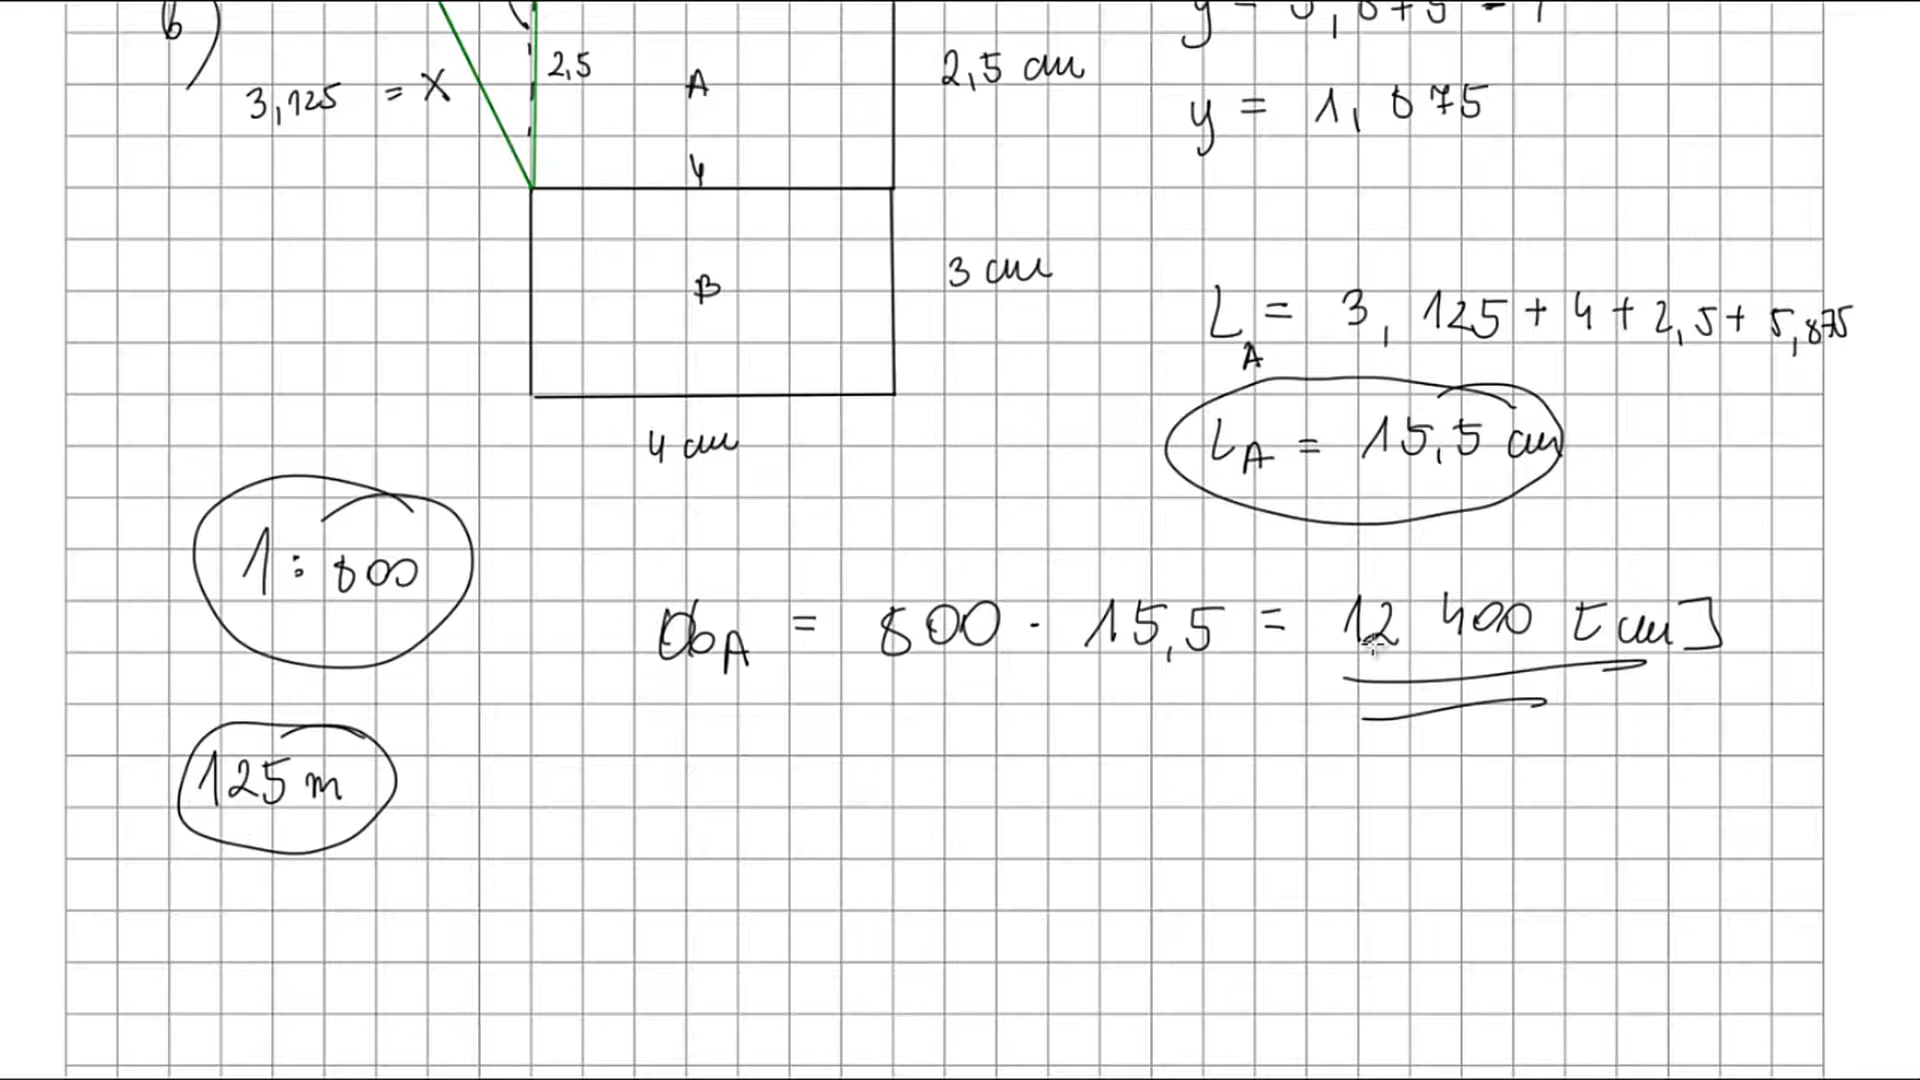 b)
3,125 = x
2,5
A
2,5 cm
4
B
3 cm
4 cm
y = 1,875
L_A = 3,125 + 4 + 2,5 + 5,875
L_A = 15,5 cm
1 : 800
Ob_A = 800 · 15,5 = 12 400 [cm]
125 m